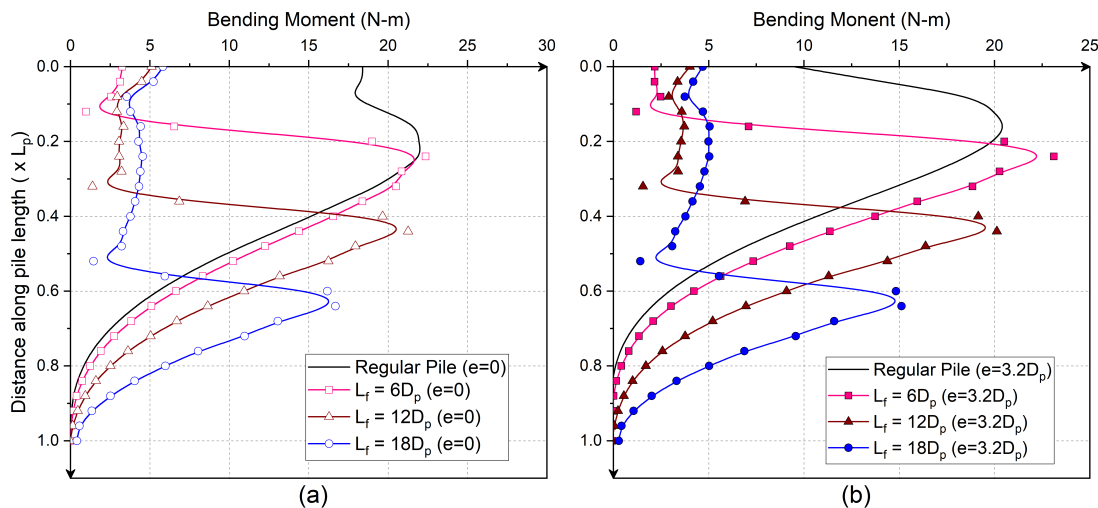 Bending Moment (N-m)
0 5 10 15 20 25 30
Distance along pile length ( x Lp)
0.0
0.2
0.4
0.6
0.8
1.0
Regular Pile (e=0)
Lf = 6Dp (e=0)
Lf = 12Dp (e=0)
Lf = 18Dp (e=0)
(a)
Bending Monent (N-m)
0 5 10 15 20 25
0.0
0.2
0.4
0.6
0.8
1.0
Regular Pile (e=3.2Dp)
Lf = 6Dp (e=3.2Dp)
Lf = 12Dp (e=3.2Dp)
Lf = 18Dp (e=3.2Dp)
(b)